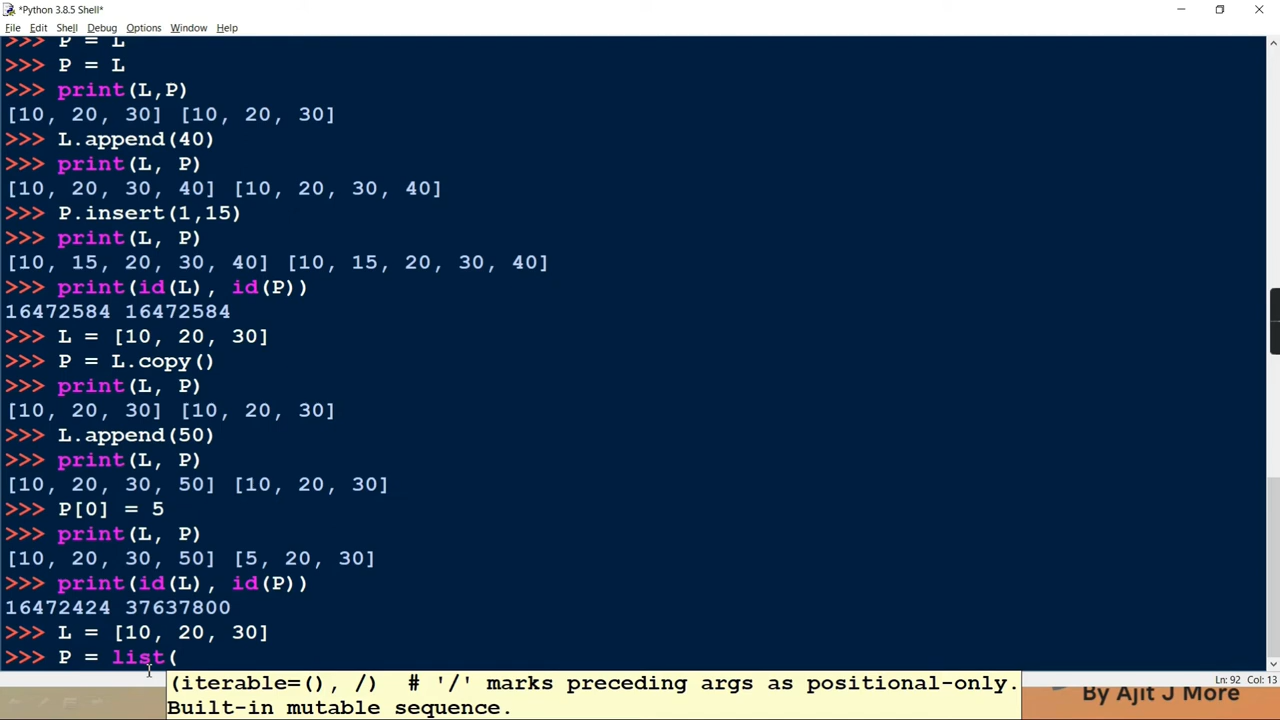 *Python 3.8.5 Shell*
File Edit Shell Debug Options Window Help
>>> P = L
>>> P = L
>>> print(L,P)
[10, 20, 30] [10, 20, 30]
>>> L.append(40)
>>> print(L, P)
[10, 20, 30, 40] [10, 20, 30, 40]
>>> P.insert(1,15)
>>> print(L, P)
[10, 15, 20, 30, 40] [10, 15, 20, 30, 40]
>>> print(id(L), id(P))
16472584 16472584
>>> L = [10, 20, 30]
>>> P = L.copy()
>>> print(L, P)
[10, 20, 30] [10, 20, 30]
>>> L.append(50)
>>> print(L, P)
[10, 20, 30, 50] [10, 20, 30]
>>> P[0] = 5
>>> print(L, P)
[10, 20, 30, 50] [5, 20, 30]
>>> print(id(L), id(P))
16472424 37637800
>>> L = [10, 20, 30]
>>> P = list(
(iterable=(), /)  # '/' marks preceding args as positional-only.
Built-in mutable sequence.
Ln: 92 Col: 13
By Ajit J More